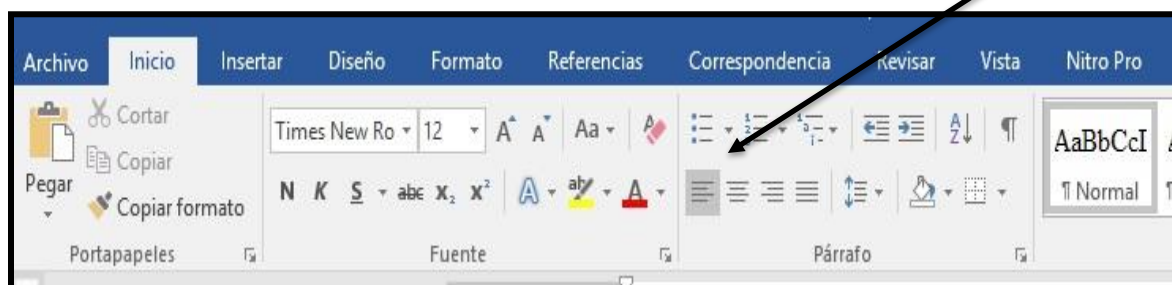 Archivo Inicio Insertar Diseño Formato Referencias Correspondencia Revisar Vista Nitro Pro
Cortar
Copiar
Pegar
Copiar formato
Portapapeles
Times New Ro 12 A A Aa A
N K S abc X₂ X² A ab A
Fuente
A Z ¶
Párrafo
AaBbCcI
¶ Normal